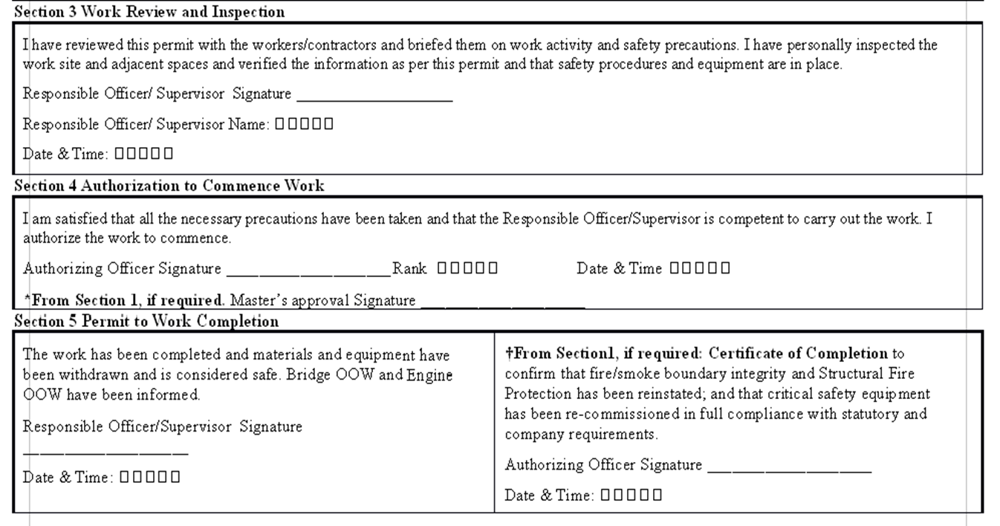 Section 3 Work Review and Inspection
I have reviewed this permit with the workers/contractors and briefed them on work activity and safety precautions. I have personally inspected the
work site and adjacent spaces and verified the information as per this permit and that safety procedures and equipment are in place.
Responsible Officer/ Supervisor Signature ___________________
Responsible Officer/ Supervisor Name: □□□□□
Date & Time: □□□□□
Section 4 Authorization to Commence Work
I am satisfied that all the necessary precautions have been taken and that the Responsible Officer/Supervisor is competent to carry out the work. I
authorize the work to commence.
Authorizing Officer Signature ____________________ Rank □□□□□ Date & Time □□□□□
*From Section 1, if required. Master's approval Signature ____________________
Section 5 Permit to Work Completion
The work has been completed and materials and equipment have
been withdrawn and is considered safe. Bridge OOW and Engine
OOW have been informed.
Responsible Officer/Supervisor Signature
____________________
Date & Time: □□□□□
†From Section1, if required: Certificate of Completion to
confirm that fire/smoke boundary integrity and Structural Fire
Protection has been reinstated; and that critical safety equipment
has been re-commissioned in full compliance with statutory and
company requirements.
Authorizing Officer Signature ____________________
Date & Time: □□□□□